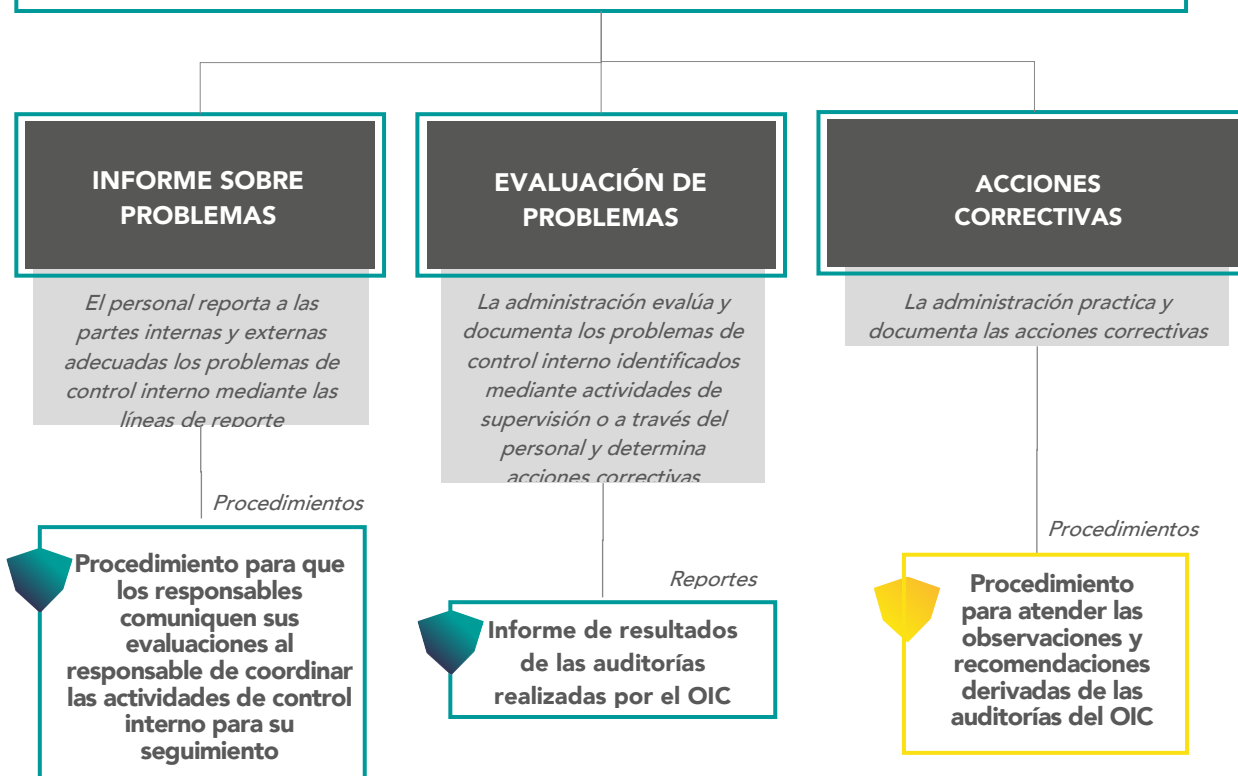 INFORME SOBRE
PROBLEMAS
El personal reporta a las
partes internas y externas
adecuadas los problemas de
control interno mediante las
líneas de reporte
Procedimientos
Procedimiento para que
los responsables
comuniquen sus
evaluaciones al
responsable de coordinar
las actividades de control
interno para su
seguimiento
EVALUACIÓN DE
PROBLEMAS
La administración evalúa y
documenta los problemas de
control interno identificados
mediante actividades de
supervisión o a través del
personal y determina
acciones correctivas
Reportes
Informe de resultados
de las auditorías
realizadas por el OIC
ACCIONES
CORRECTIVAS
La administración practica y
documenta las acciones correctivas
Procedimientos
Procedimiento
para atender las
observaciones y
recomendaciones
derivadas de las
auditorías del OIC